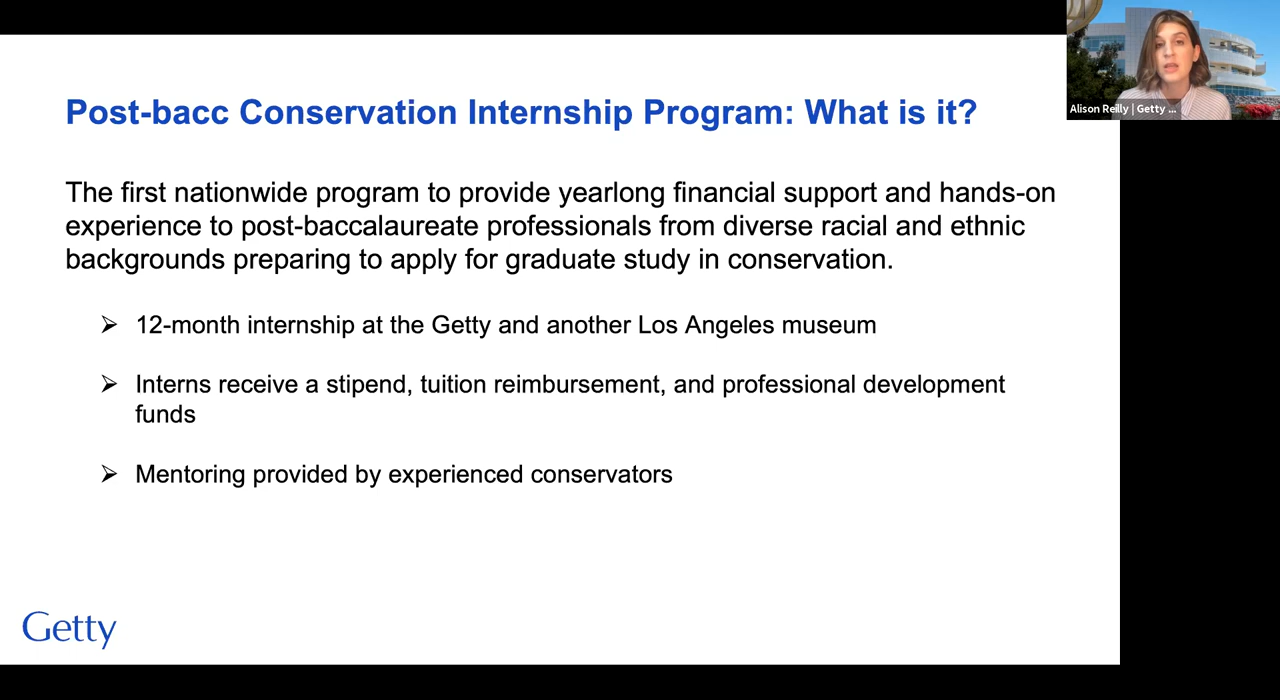 Post-bacc Conservation Internship Program: What is it?
Alison Reilly | Getty ...
The first nationwide program to provide yearlong financial support and hands-on
experience to post-baccalaureate professionals from diverse racial and ethnic
backgrounds preparing to apply for graduate study in conservation.
➢ 12-month internship at the Getty and another Los Angeles museum
➢ Interns receive a stipend, tuition reimbursement, and professional development
funds
➢ Mentoring provided by experienced conservators
Getty